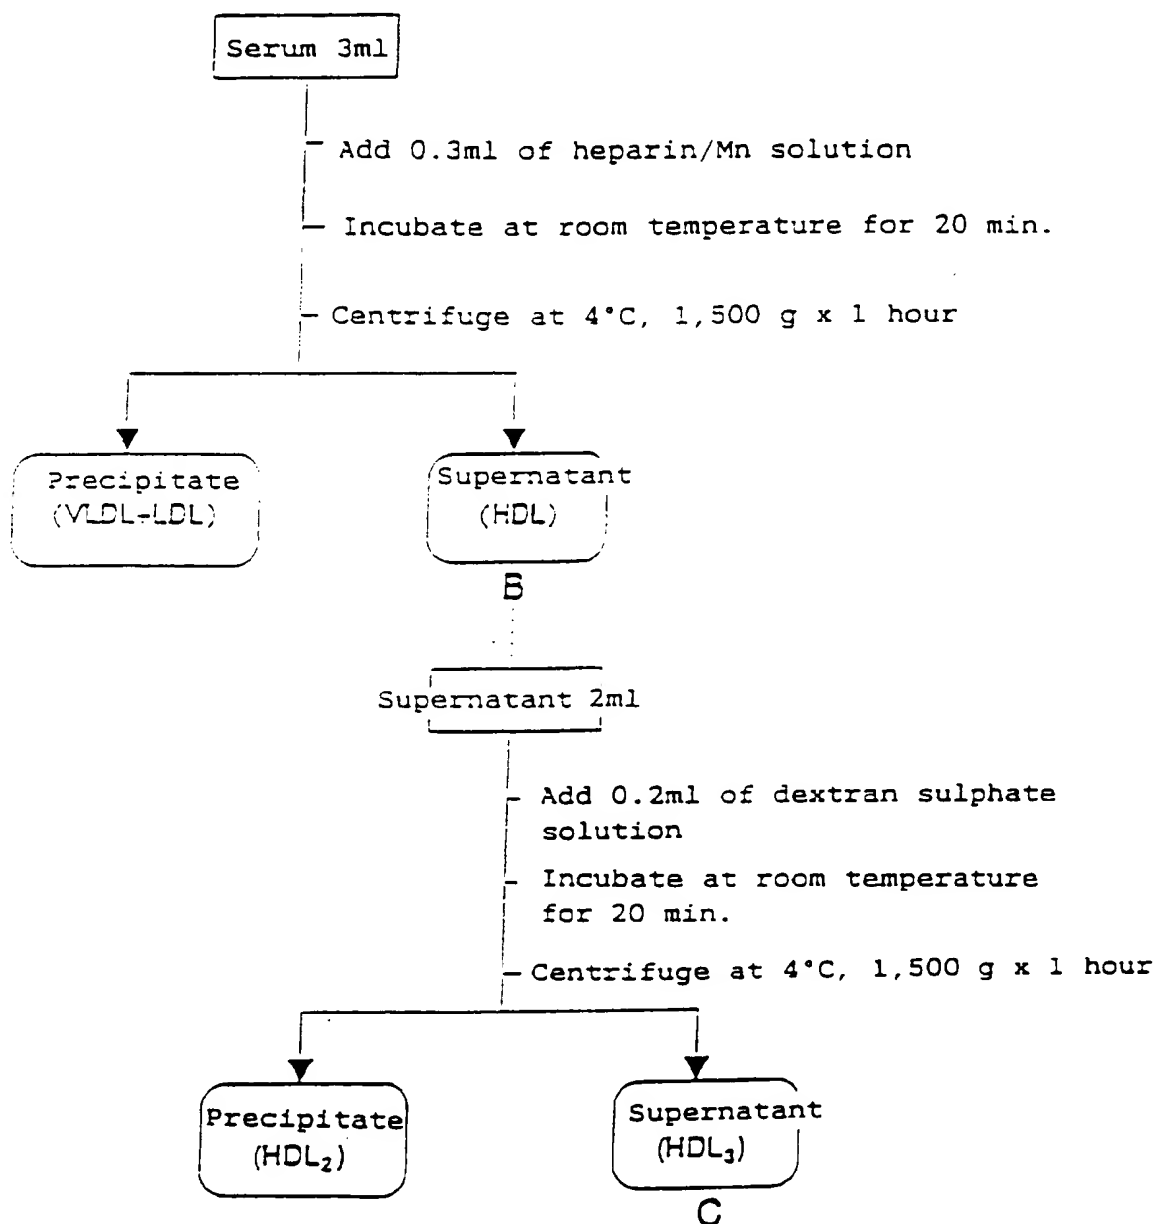 Serum 3ml
Add 0.3ml of heparin/Mn solution
Incubate at room temperature for 20 min.
Centrifuge at 4°C, 1,500 g x 1 hour
Precipitate
(VLDL-LDL)
Supernatant
(HDL)
B
Supernatant 2ml
Add 0.2ml of dextran sulphate
solution
Incubate at room temperature
for 20 min.
Centrifuge at 4°C, 1,500 g x 1 hour
Precipitate
(HDL₂)
Supernatant
(HDL₃)
C